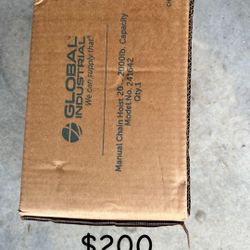 GLOBAL
INDUSTRIAL
We can supply that.
Manual Chain Hoist 20' - 2000lb. Capacity
Model No. 241642
Qty. 1
$200